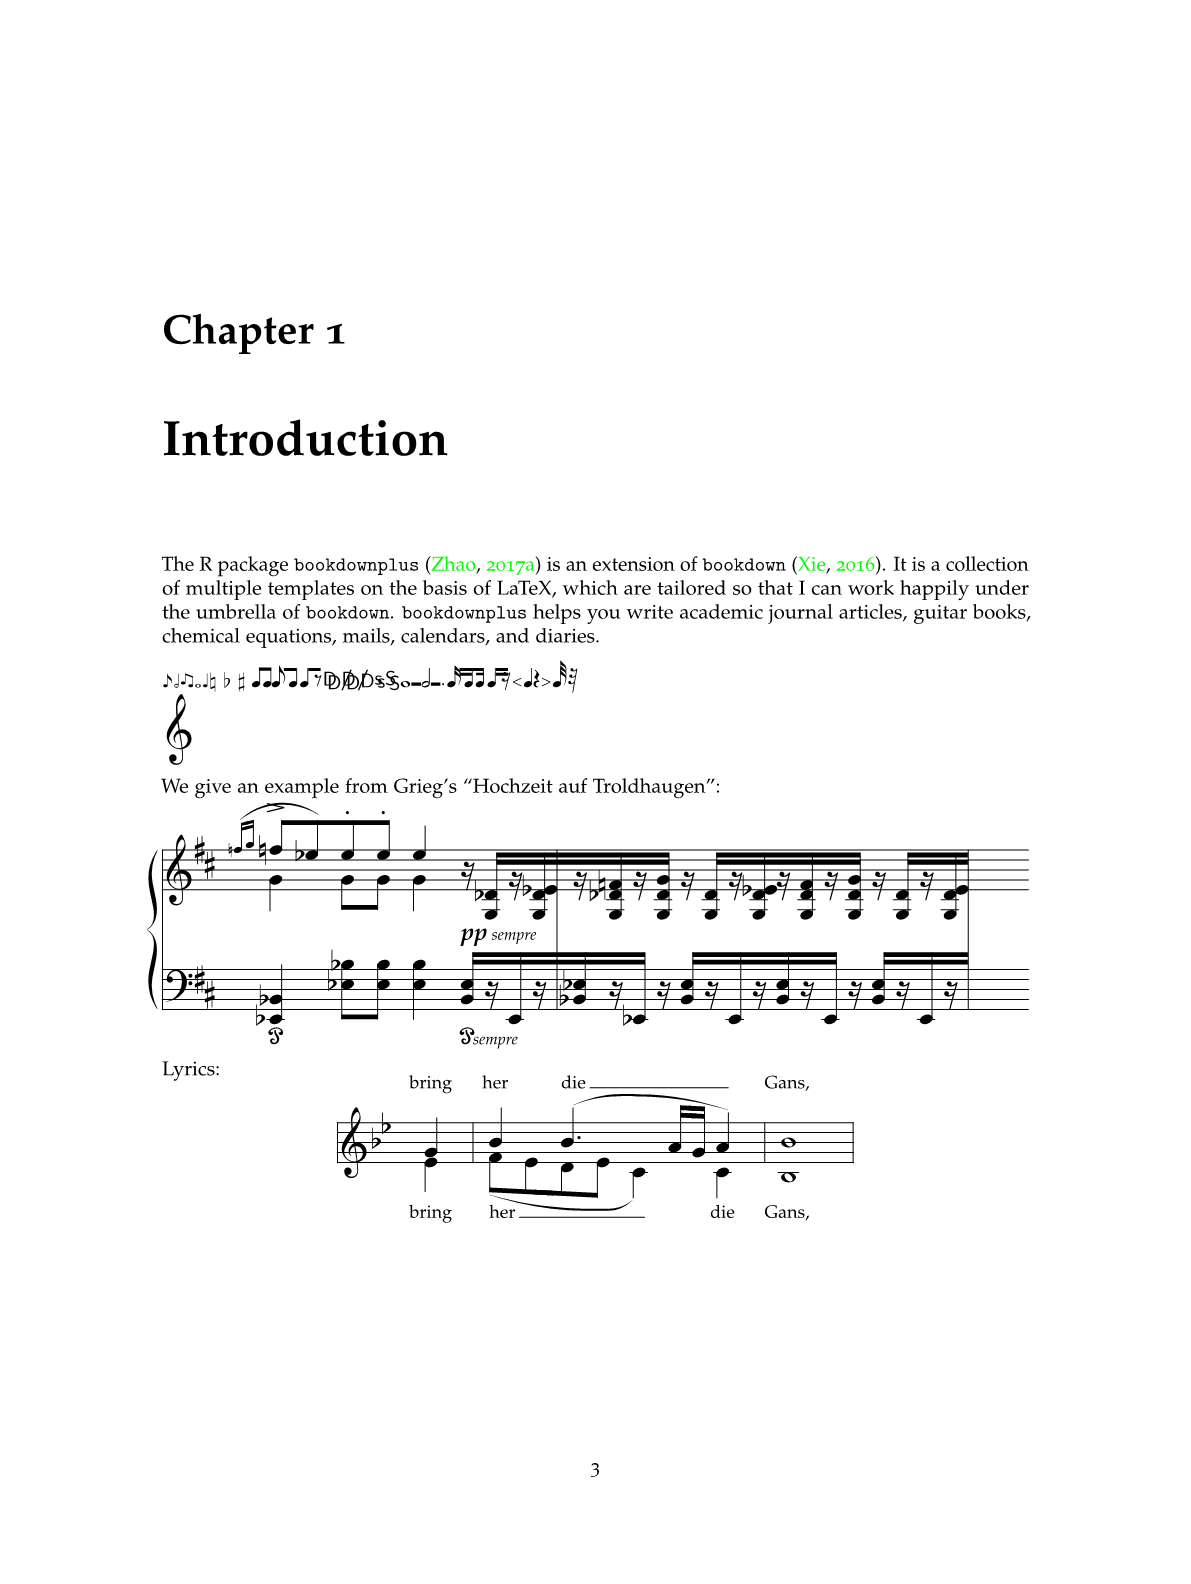 Chapter 1
Introduction
The R package bookdownplus (Zhao, 2017a) is an extension of bookdown (Xie, 2016). It is a collection
of multiple templates on the basis of LaTeX, which are tailored so that I can work happily under
the umbrella of bookdown. bookdownplus helps you write academic journal articles, guitar books,
chemical equations, mails, calendars, and diaries.
We give an example from Grieg's “Hochzeit auf Troldhaugen”:
pp sempre
sempre
Lyrics:
bring her die Gans,
bring her die Gans,
3